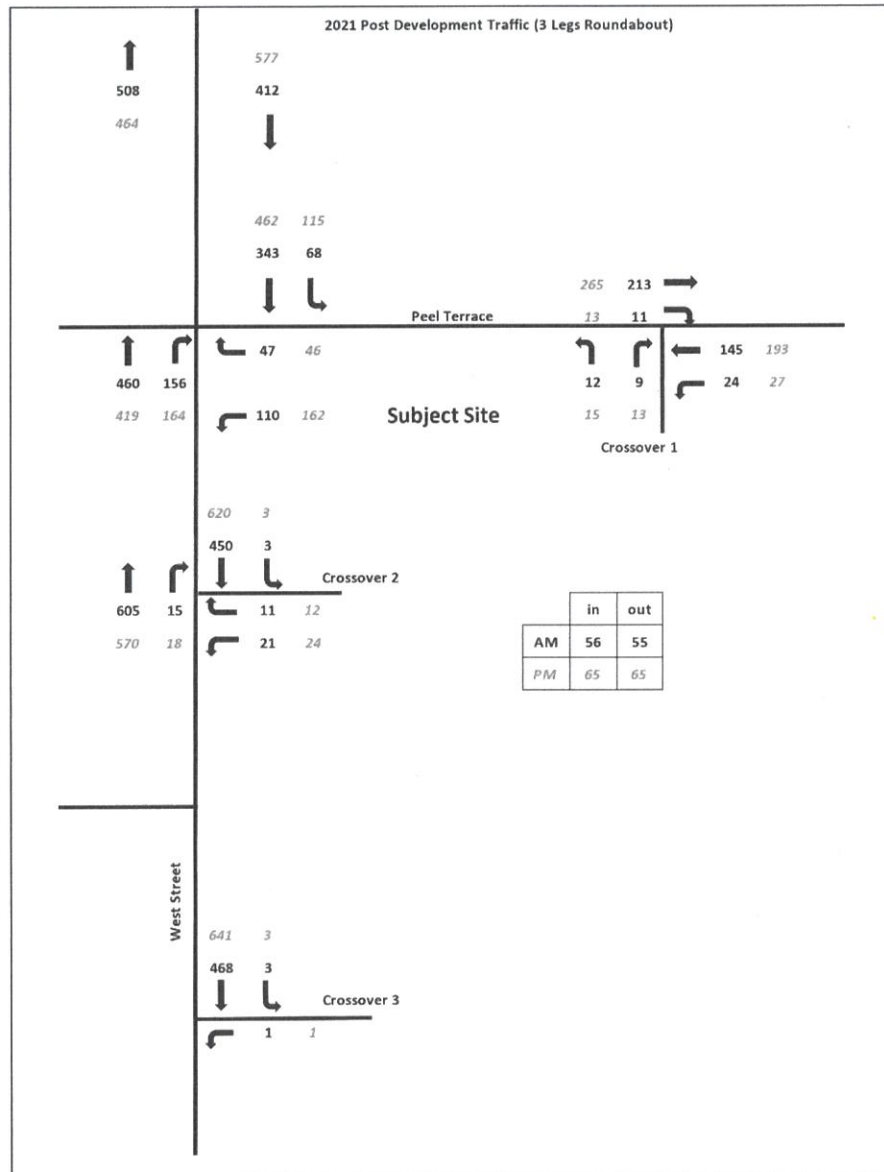 2021 Post Development Traffic (3 Legs Roundabout)
577
508 412
464
462 115
343 68
265 213
Peel Terrace 13 11
47 46 145 193
460 156 12 9 24 27
419 164 110 162 Subject Site 15 13
Crossover 1
620 3
450 3
Crossover 2
605 15 11 12 in out
570 18 21 24 AM 56 55
PM 65 65
West Street
641 3
468 3
Crossover 3
1 1